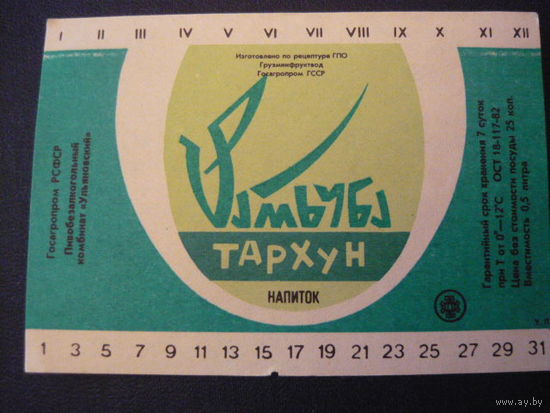 I II III IV V VI VII VIII IX X XI XII
Изготовлено по рецептуре ГПО
Грузминфруктвод
Госагропром ГССР
ТАРХУН
НАПИТОК
Госагропром РСФСР
Пивобезалкогольный
комбинат «Ульяновский»
Гарантийный срок хранения 7 суток
при Т от 0°—12°С ОСТ 18-117-82
Цена без стоимости посуды 25 коп.
Вместимость 0,5 литра
1 3 5 7 9 11 13 15 17 19 21 23 25 27 29 31
www.ay.by